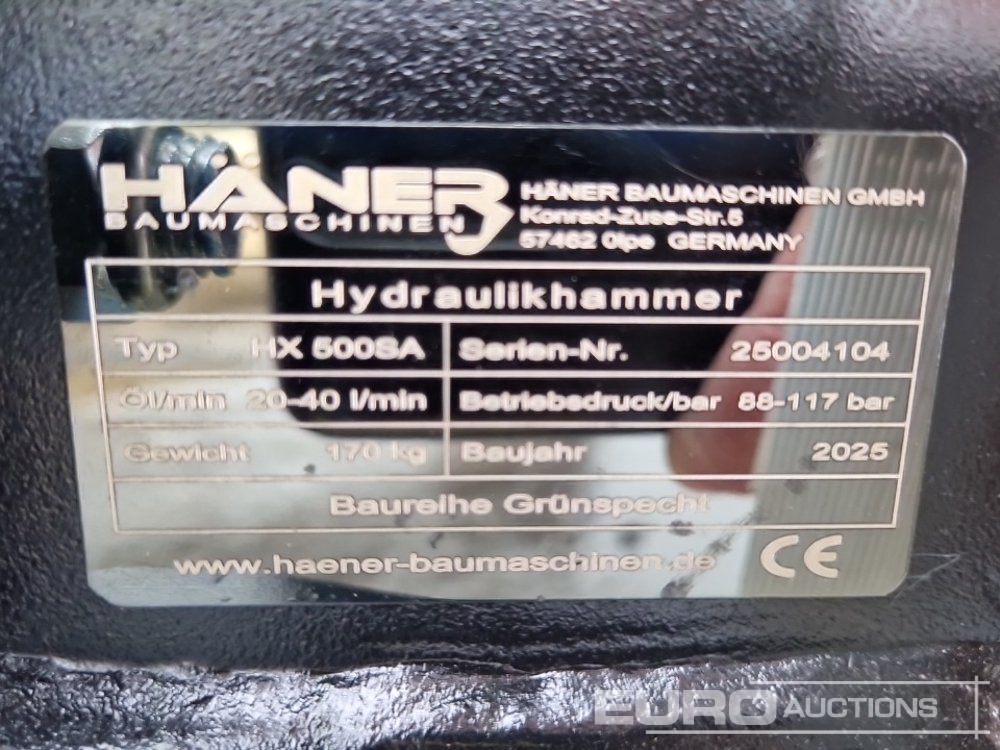 HÄNER
BAUMASCHINEN
HÄNER BAUMASCHINEN GMBH
Konrad-Zuse-Str.5
57462 Olpe GERMANY
Hydraulikhammer
Typ HX 500SA Serien-Nr. 25004104
Öl/min 20-40 l/min Betriebsdruck/bar 88-117 bar
Gewicht 170 kg Baujahr 2025
Baureihe Grünspecht
www.haener-baumaschinen.de CE
EURO AUCTIONS